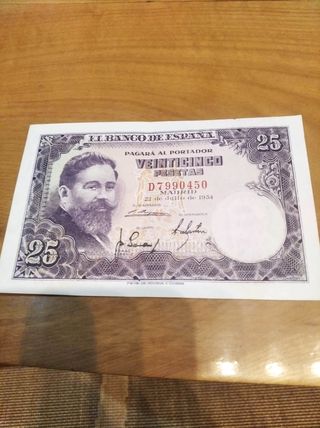 EL BANCO DE ESPAÑA
PAGARÁ AL PORTADOR
25
VEINTICINCO
PESETAS
D7990450
MADRID
22 de Julio de 1954
25